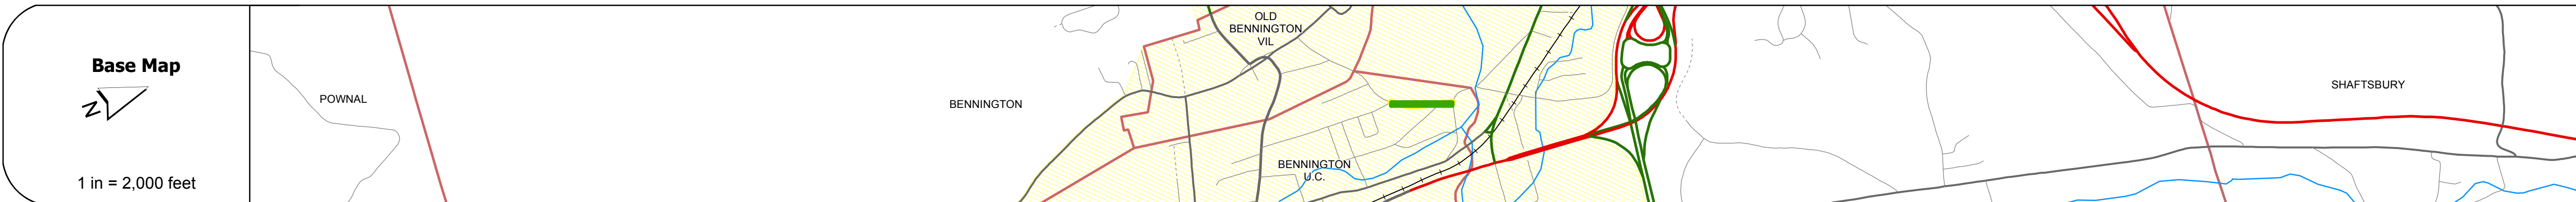 Base Map
N
1 in = 2,000 feet
POWNAL
BENNINGTON
OLD
BENNINGTON
VIL
BENNINGTON
U.C.
SHAFTSBURY